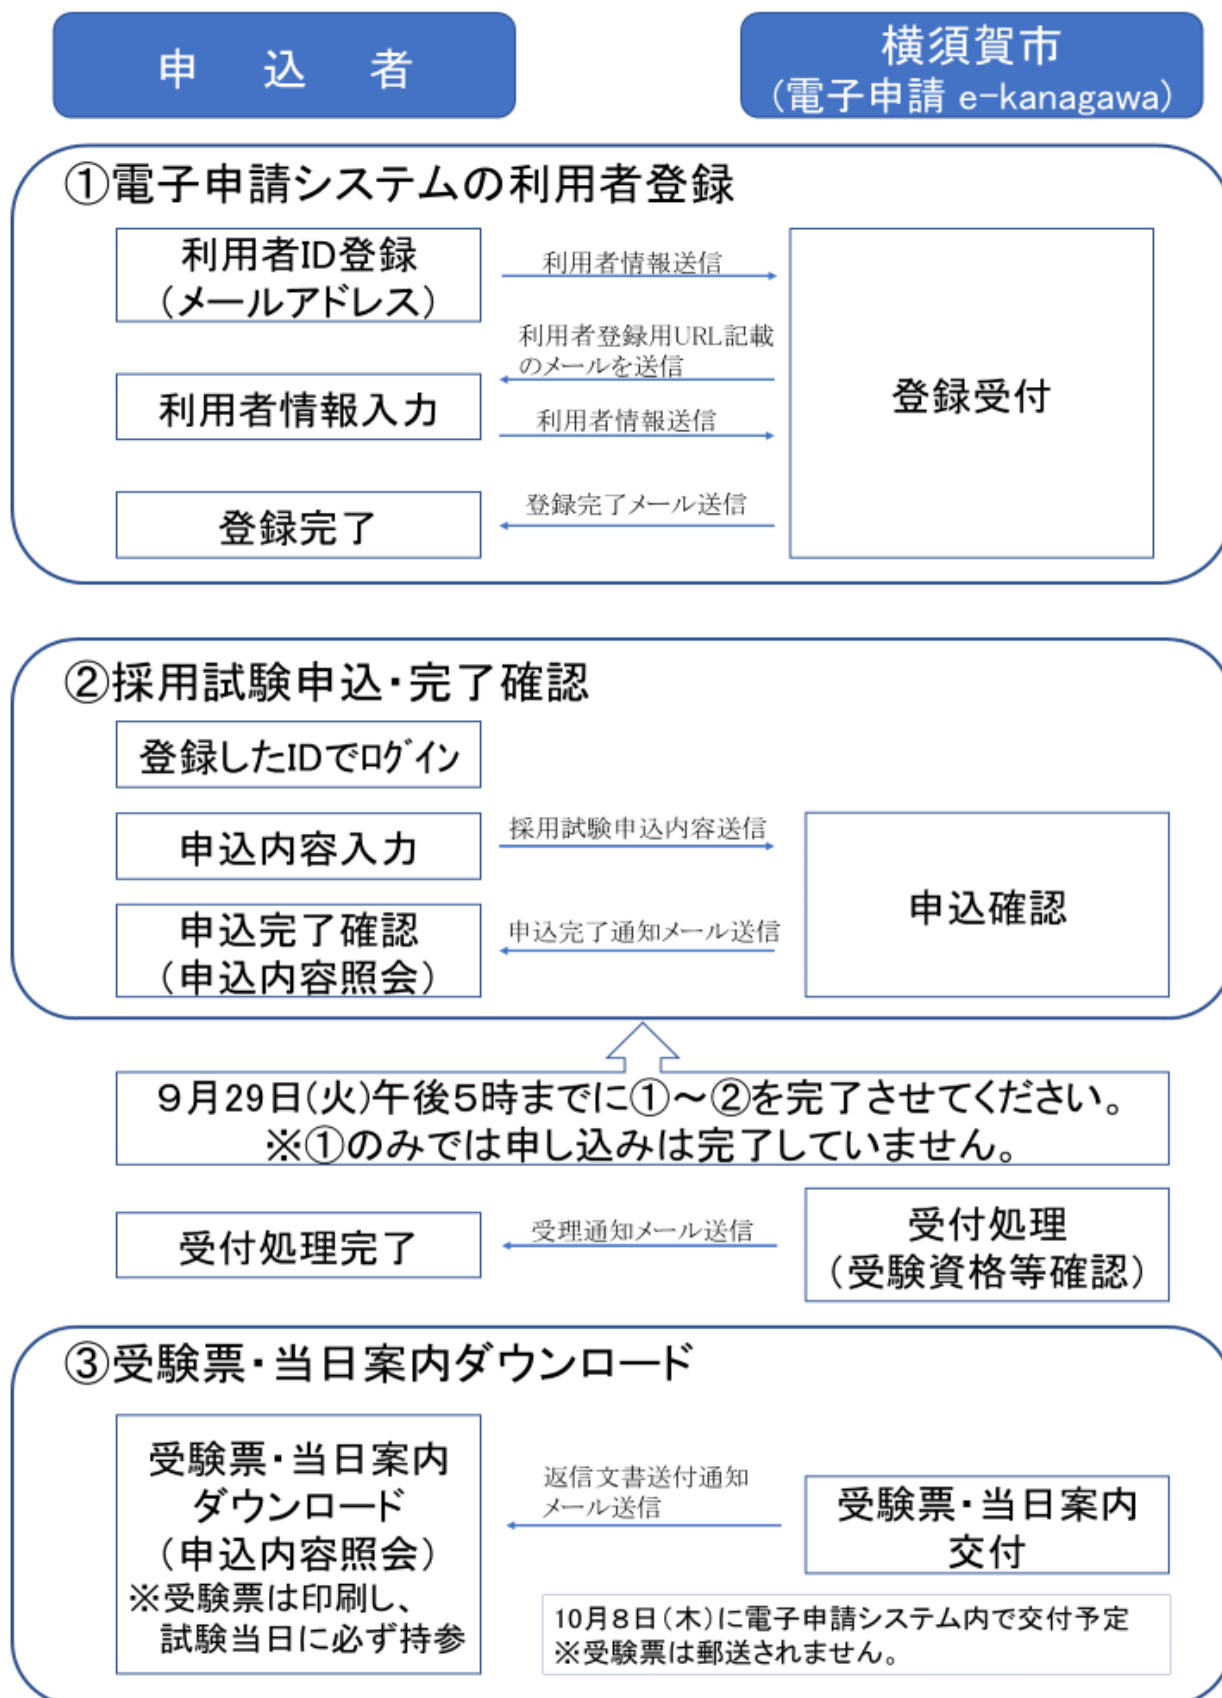 申 込 者
横須賀市
(電子申請 e-kanagawa)
①電子申請システムの利用者登録
利用者ID登録
(メールアドレス)
利用者情報送信
利用者登録用URL記載
のメールを送信
利用者情報入力
利用者情報送信
登録完了メール送信
登録完了
登録受付
②採用試験申込・完了確認
登録したIDでログイン
申込内容入力
採用試験申込内容送信
申込完了確認
(申込内容照会)
申込完了通知メール送信
申込確認
9月29日(火)午後5時までに①~②を完了させてください。
※①のみでは申し込みは完了していません。
受付処理完了
受理通知メール送信
受付処理
(受験資格等確認)
③受験票・当日案内ダウンロード
受験票・当日案内
ダウンロード
(申込内容照会)
※受験票は印刷し、
試験当日に必ず持参
返信文書送付通知
メール送信
受験票・当日案内
交付
10月8日(木)に電子申請システム内で交付予定
※受験票は郵送されません。